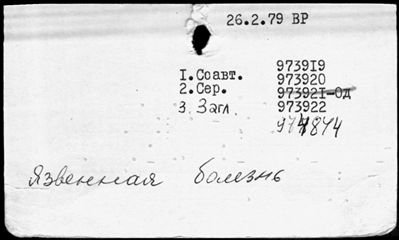 26.2.79 ВР
973919
1.Соавт. 973920
2.Сер. 973921-Од
3. Загл. 973922
974874
Язвенная болезнь